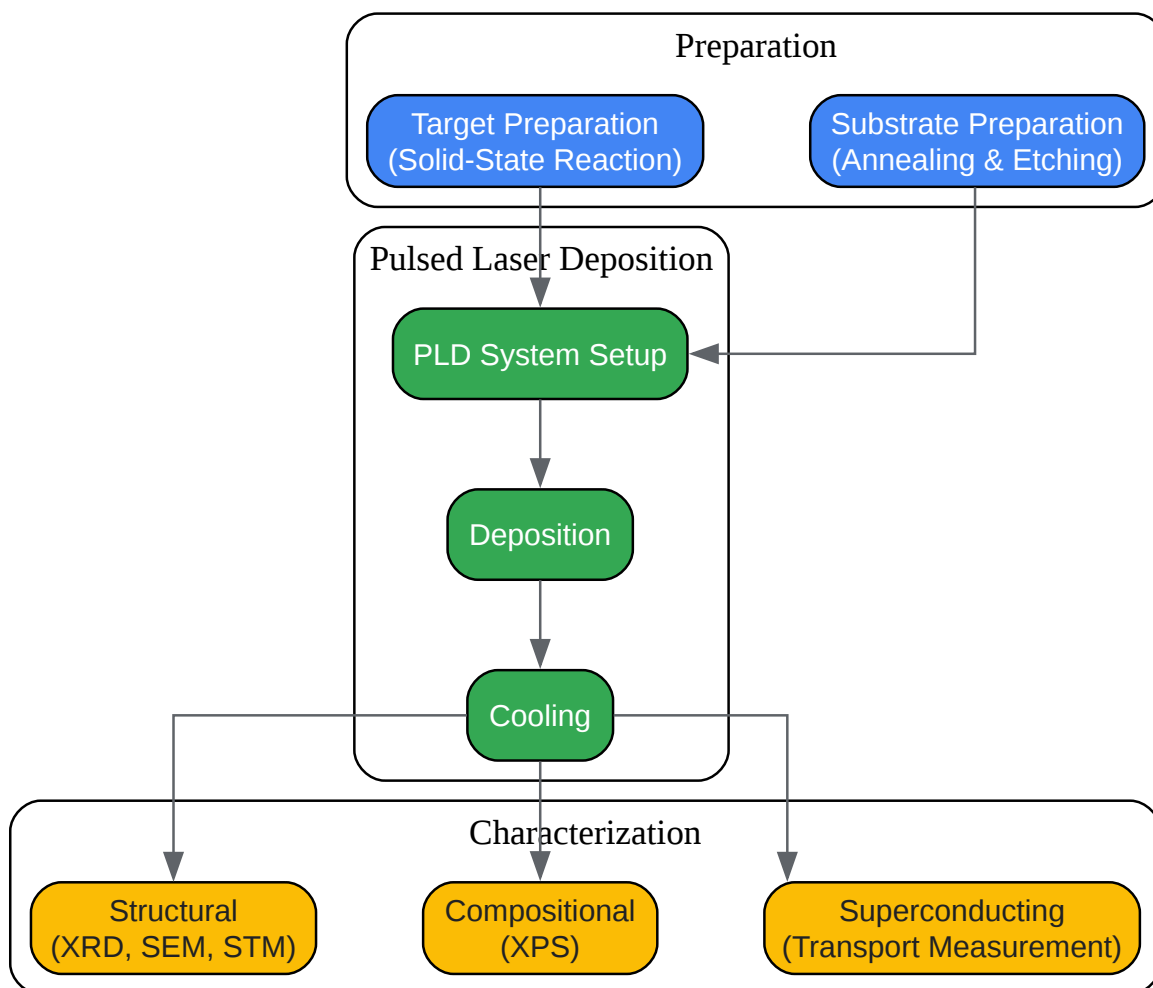 Preparation
Target Preparation
(Solid-State Reaction)
Substrate Preparation
(Annealing & Etching)
Pulsed Laser Deposition
PLD System Setup
Deposition
Cooling
Characterization
Structural
(XRD, SEM, STM)
Compositional
(XPS)
Superconducting
(Transport Measurement)